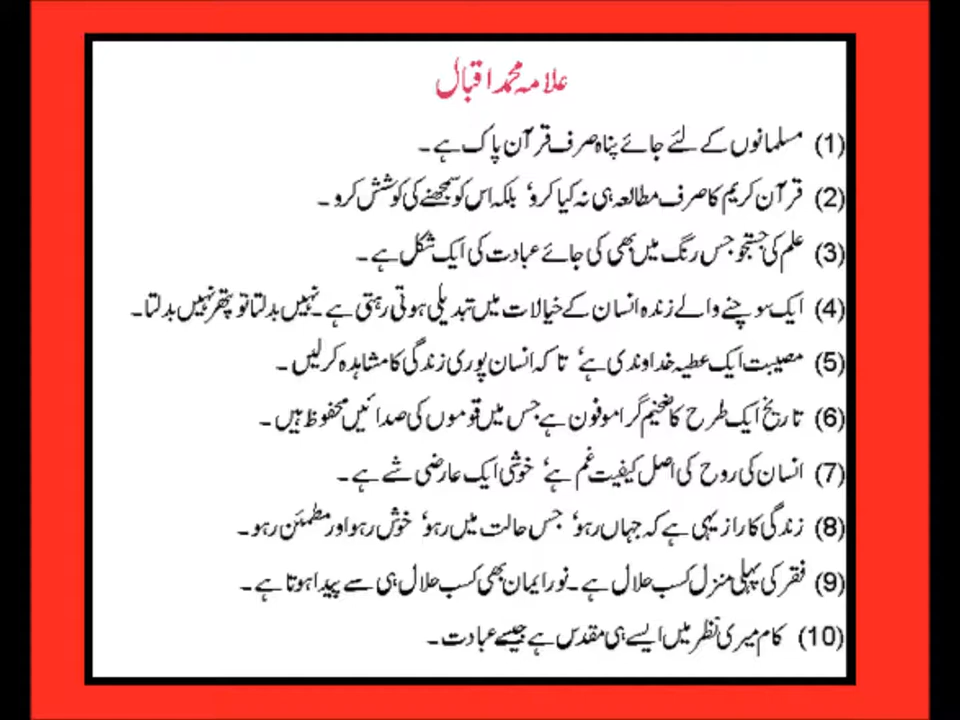 علامہ محمد اقبال
(1) مسلمانوں کے لئے جائے پناہ صرف قرآن پاک ہے۔
(2) قرآن کریم کا صرف مطالعہ ہی نہ کیا کرو‘ بلکہ اس کو سمجھنے کی کوشش کرو۔
(3) علم کی جستجو جس رنگ میں بھی کی جائے عبادت کی ایک شکل ہے۔
(4) ایک سوچنے والے زندہ انسان کے خیالات میں تبدیلی ہوتی رہتی ہے۔ نہیں بدلتا تو پتھر نہیں بدلتا۔
(5) مصیبت ایک عطیہ خداوندی ہے‘ تاکہ انسان پوری زندگی کا مشاہدہ کرلیں۔
(6) تاریخ ایک طرح کا ضخیم گراموفون ہے جس میں قوموں کی صدائیں محفوظ ہیں۔
(7) انسان کی روح کی اصل کیفیت غم ہے‘ خوشی ایک عارضی شے ہے۔
(8) زندگی کا راز یہی ہے کہ جہاں رہو‘ جس حالت میں رہو‘ خوش رہو اور مطمئن رہو۔
(9) فقر کی پہلی منزل کسب حلال ہے۔ نور ایمان بھی کسب حلال ہی سے پیدا ہوتا ہے۔
(10) کام میری نظر میں ایسے ہی مقدس ہے جیسے عبادت۔